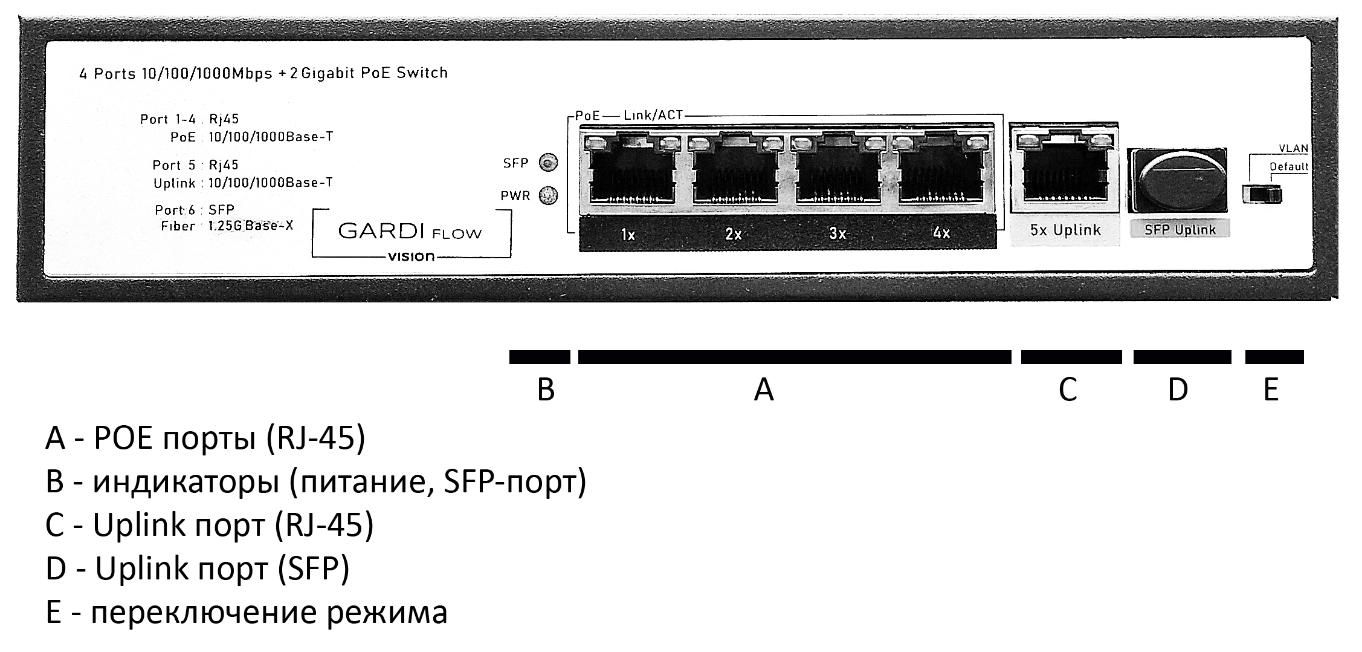 4 Ports 10/100/1000Mbps + 2 Gigabit PoE Switch
Port 1-4 : Rj45
PoE : 10/100/1000Base-T
Port 5 : Rj45
Uplink : 10/100/1000Base-T
Port 6 : SFP
Fiber : 1.25G Base-X
GARDI FLOW
VISION
SFP
PWR
PoE Link/ACT
1x 2x 3x 4x
5x Uplink
SFP Uplink
VLAN
Default
B A C D E
A - POE порты (RJ-45)
B - индикаторы (питание, SFP-порт)
C - Uplink порт (RJ-45)
D - Uplink порт (SFP)
E - переключение режима